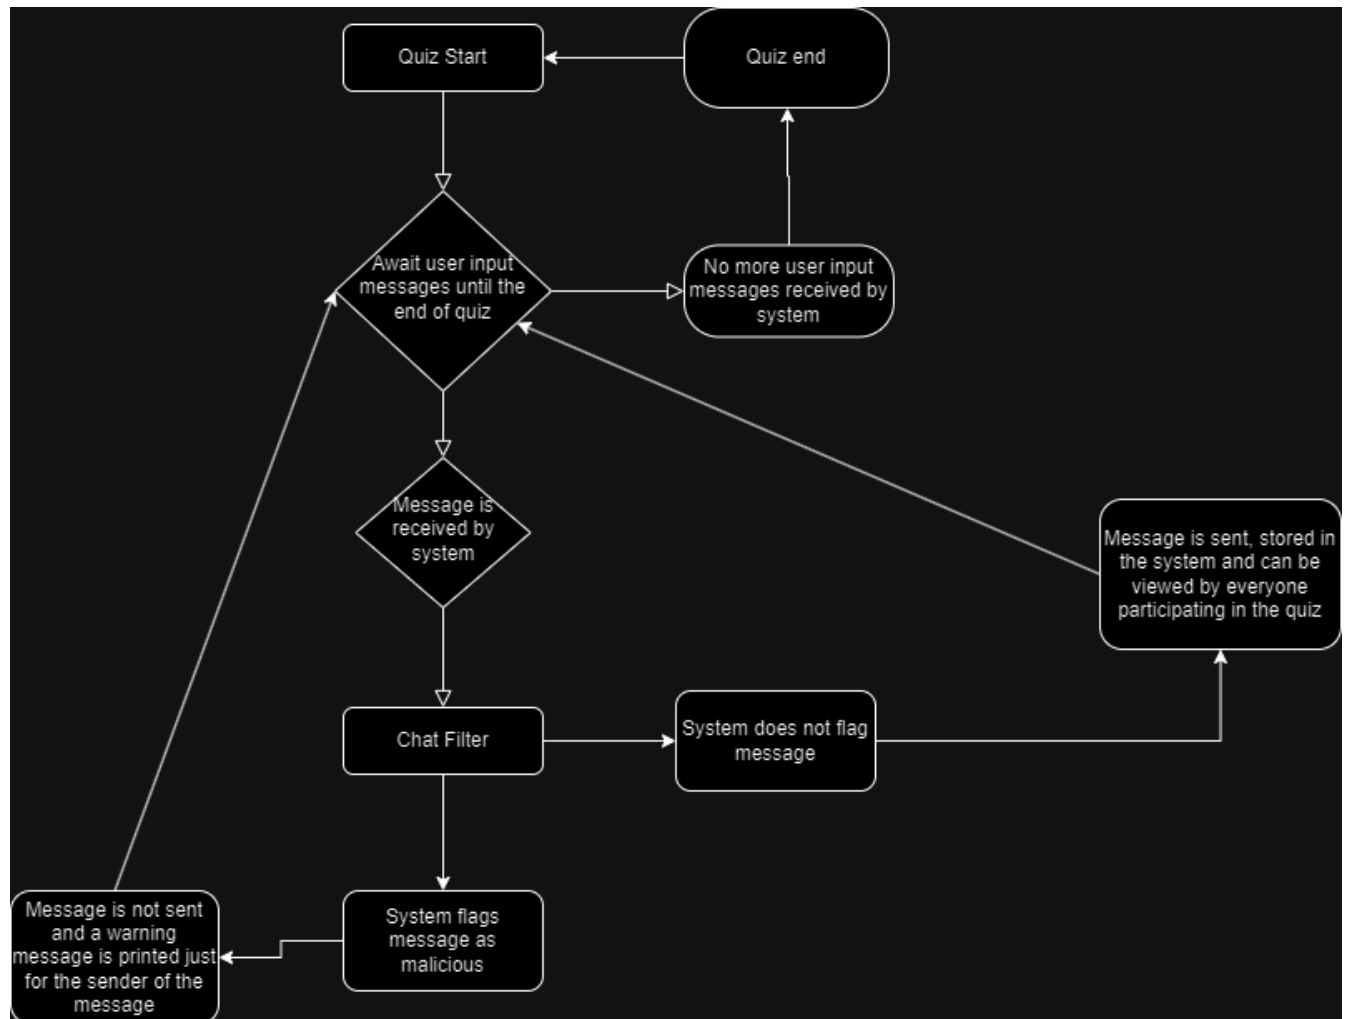 Quiz Start
Quiz end
Await user input
messages until the
end of quiz
No more user input
messages received by
system
Message is
received by
system
Message is sent, stored in
the system and can be
viewed by everyone
participating in the quiz
Chat Filter
System does not flag
message
Message is not sent
and a warning
message is printed just
for the sender of the
message
System flags
message as
malicious